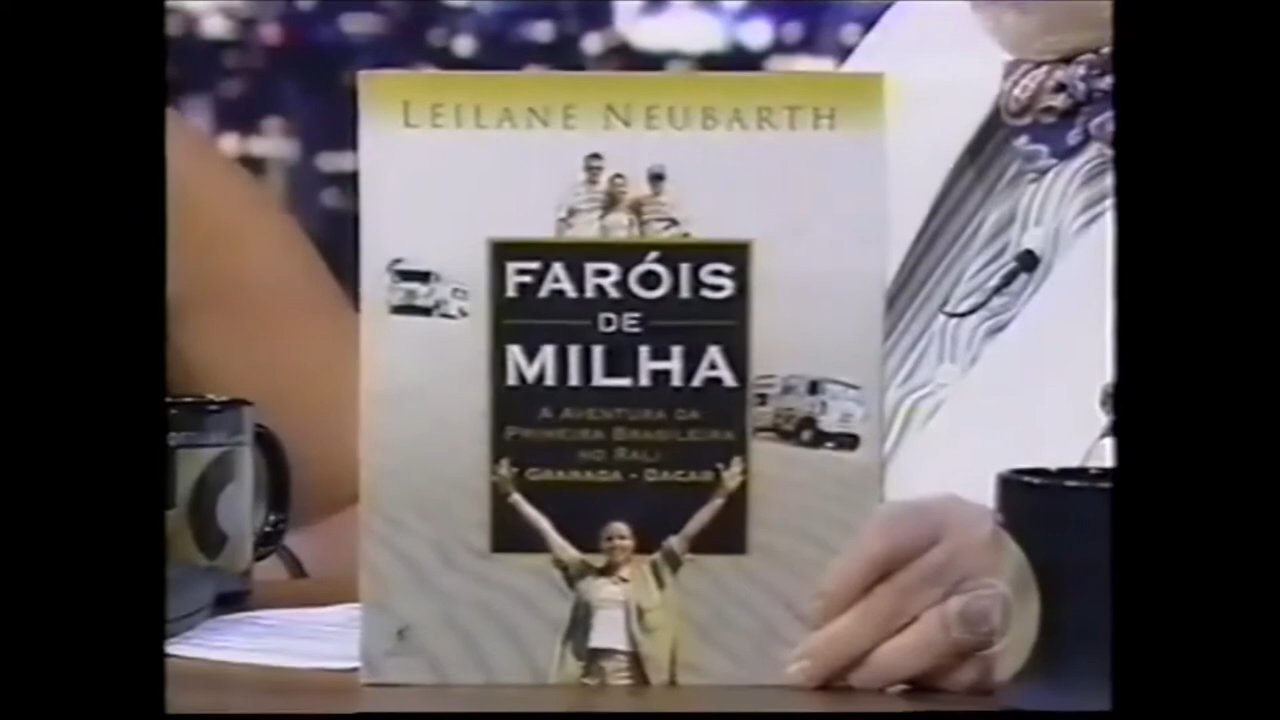 LEILANE NEUBARTH
FARÓIS
DE
MILHA
A AVENTURA DA
PRIMEIRA BRASILEIRA
NO RALI
GRANADA - DACAR